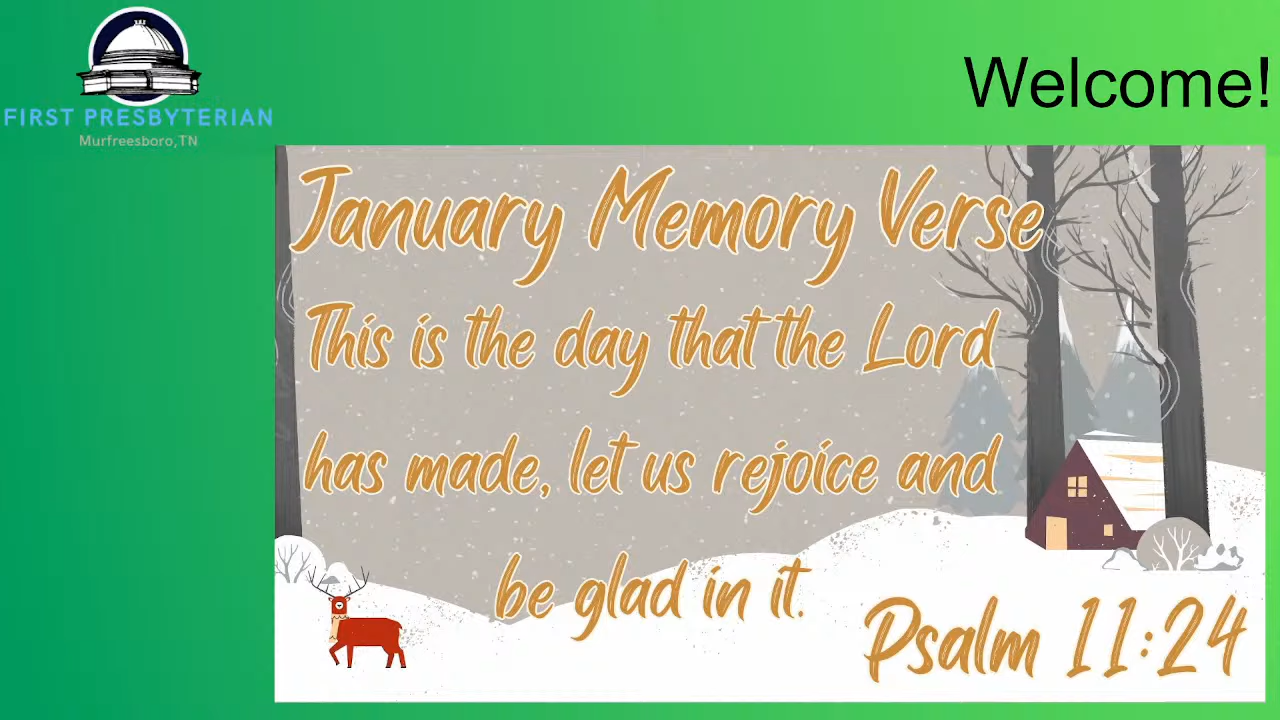 FIRST PRESBYTERIAN
Murfreesboro,TN
Welcome!
January Memory Verse
This is the day that the Lord
has made, let us rejoice and
be glad in it.
Psalm 11:24